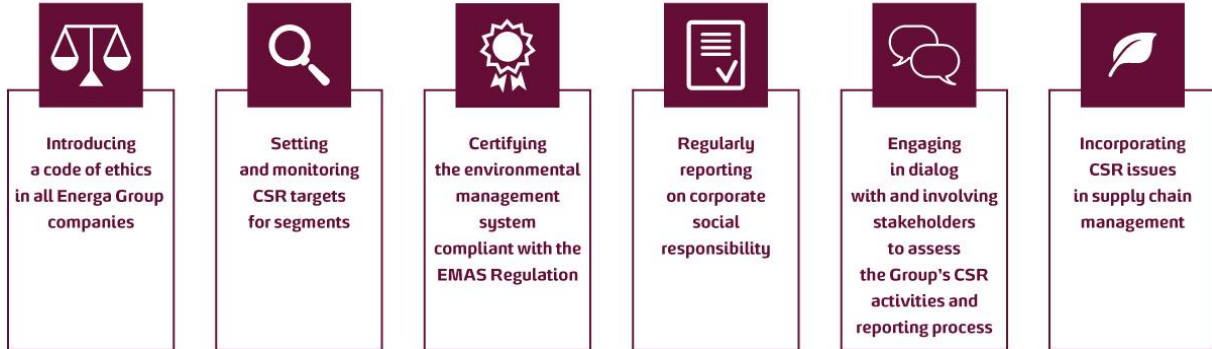 Introducing
a code of ethics
in all Energa Group
companies
Setting
and monitoring
CSR targets
for segments
Certifying
the environmental
management
system
compliant with the
EMAS Regulation
Regularly
reporting
on corporate
social
responsibility
Engaging
in dialog
with and involving
stakeholders
to assess
the Group's CSR
activities and
reporting process
Incorporating
CSR issues
in supply chain
management